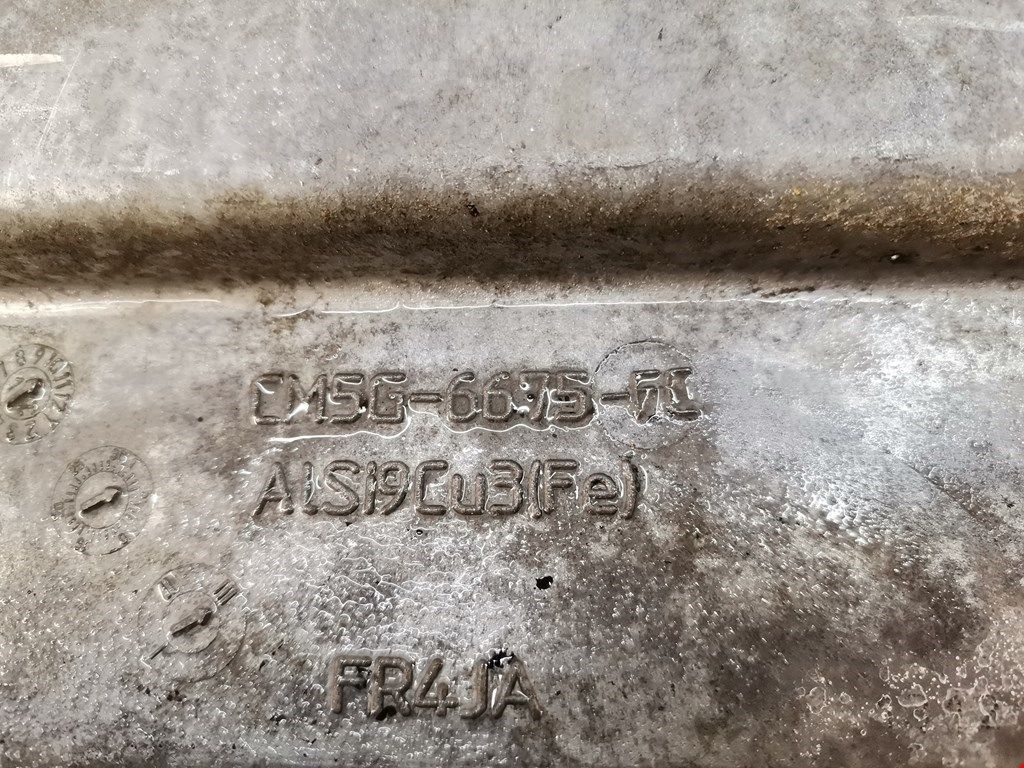 CM5G-6675-
AlSi9Cu3(Fe)
FR4JA